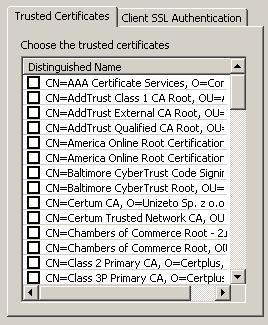 Trusted Certificates
Client SSL Authentication
Choose the trusted certificates
Distinguished Name
CN=AAA Certificate Services, O=Com
CN=AddTrust Class 1 CA Root, OU=
CN=AddTrust External CA Root, OU=
CN=AddTrust Qualified CA Root, OU=
CN=America Online Root Certification
CN=America Online Root Certification
CN=Baltimore CyberTrust Code Signin
CN=Baltimore CyberTrust Root, OU=
CN=Certum CA, O=Unizeto Sp. z o.o
CN=Certum Trusted Network CA, OU
CN=Chambers of Commerce Root - 2
CN=Chambers of Commerce Root, O
CN=Class 2 Primary CA, O=Certplus,
CN=Class 3P Primary CA, O=Certplus